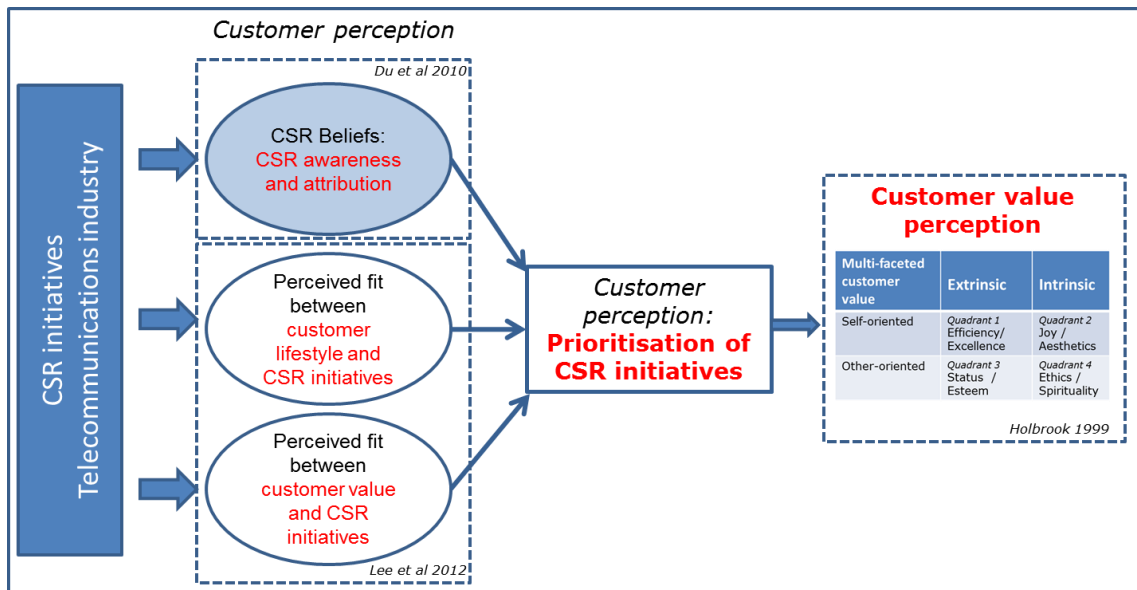 Customer perception
CSR initiatives
Telecommunications industry
Du et al 2010
CSR Beliefs:
CSR awareness
and attribution
Perceived fit
between
customer
lifestyle and
CSR initiatives
Perceived fit
between
customer value
and CSR
initiatives
Lee et al 2012
Customer
perception:
Prioritisation of
CSR initiatives
Customer value
perception
Multi-faceted
customer
value
Extrinsic
Intrinsic
Self-oriented
Quadrant 1
Efficiency/
Excellence
Quadrant 2
Joy /
Aesthetics
Other-oriented
Quadrant 3
Status /
Esteem
Quadrant 4
Ethics /
Spirituality
Holbrook 1999